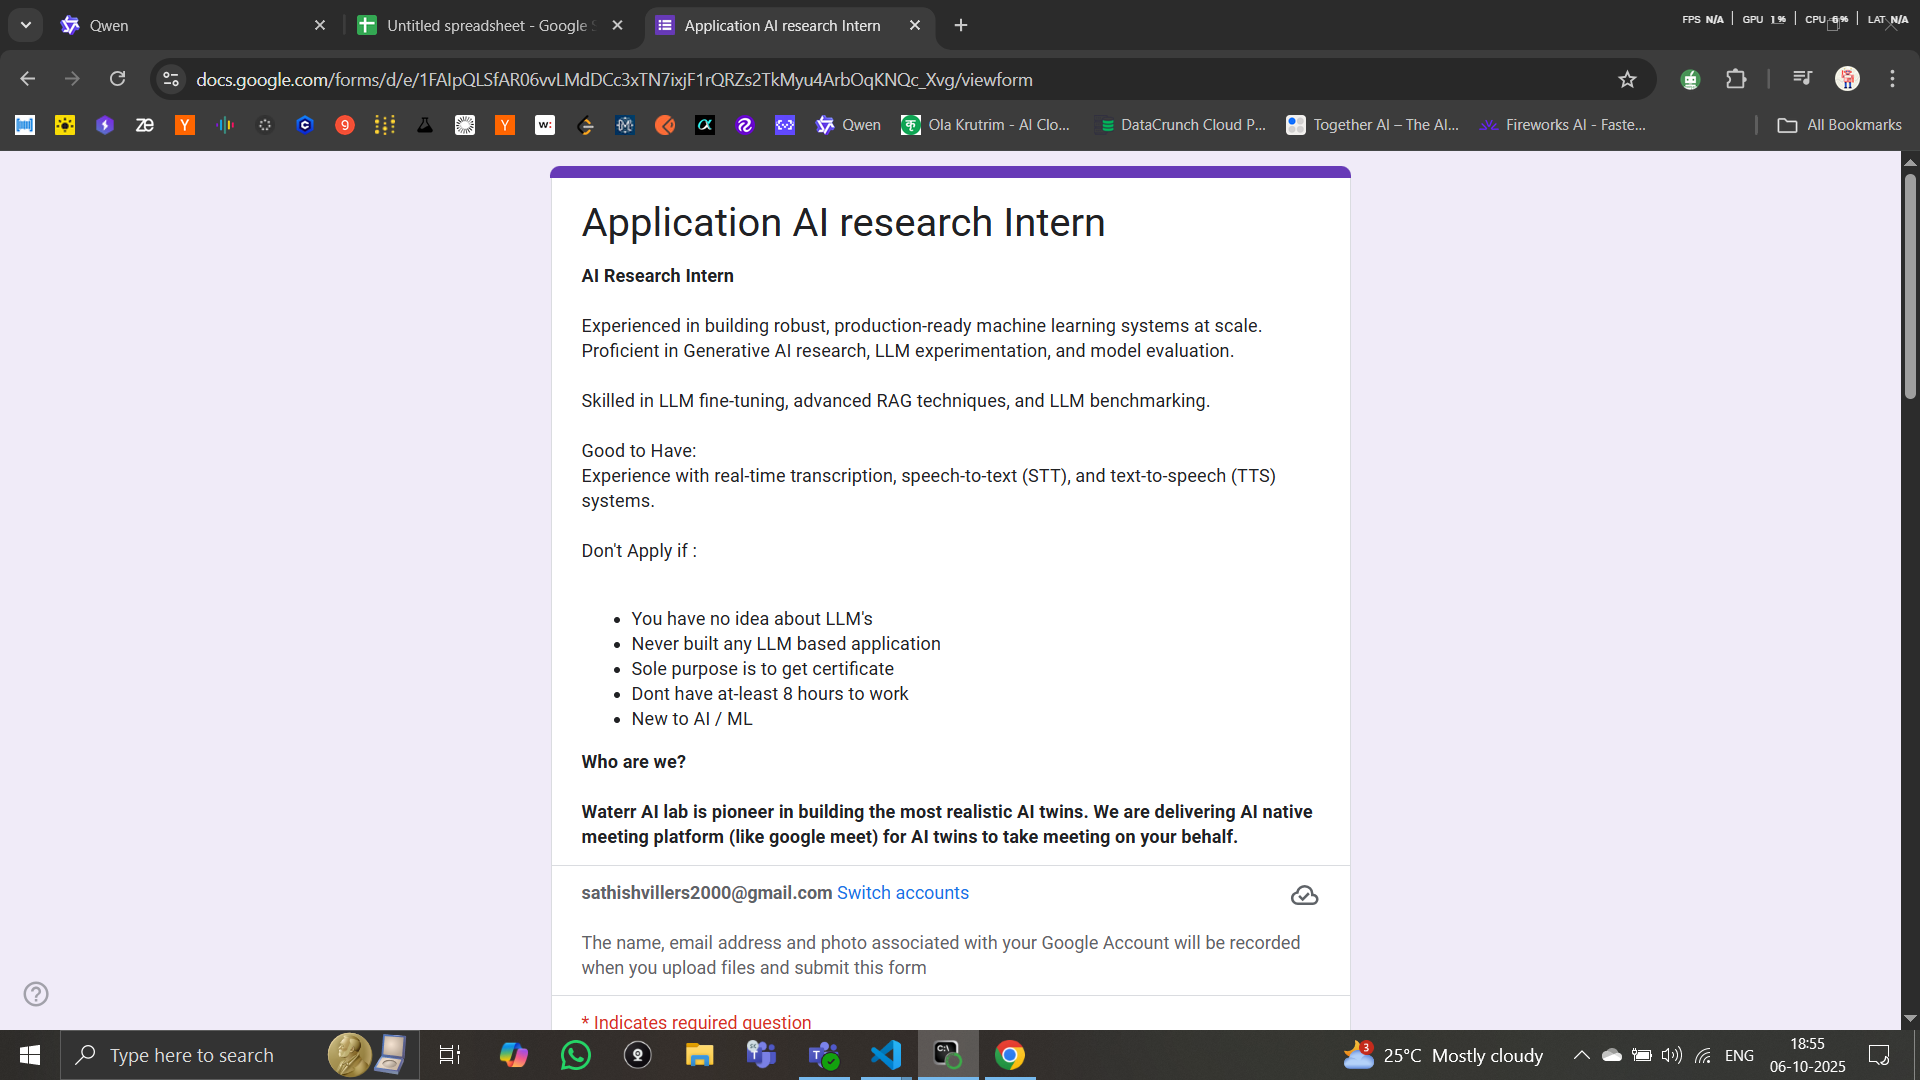 Qwen
Untitled spreadsheet - Google S
Application AI research Intern
FPS N/A GPU 1 % CPU 6 % LAT N/A
docs.google.com/forms/d/e/1FAIpQLSfAR06vvLMdDCc3xTN7ixjF1rQRZs2TkMyu4ArbOqKNQc_Xvg/viewform
Qwen
Ola Krutrim - AI Clo...
DataCrunch Cloud P...
Together AI – The AI...
Fireworks AI - Faste...
All Bookmarks
Application AI research Intern
AI Research Intern
Experienced in building robust, production-ready machine learning systems at scale.
Proficient in Generative AI research, LLM experimentation, and model evaluation.
Skilled in LLM fine-tuning, advanced RAG techniques, and LLM benchmarking.
Good to Have:
Experience with real-time transcription, speech-to-text (STT), and text-to-speech (TTS)
systems.
Don't Apply if :
You have no idea about LLM's
Never built any LLM based application
Sole purpose is to get certificate
Dont have at-least 8 hours to work
New to AI / ML
Who are we?
Waterr AI lab is pioneer in building the most realistic AI twins. We are delivering AI native
meeting platform (like google meet) for AI twins to take meeting on your behalf.
sathishvillers2000@gmail.com Switch accounts
The name, email address and photo associated with your Google Account will be recorded
when you upload files and submit this form
* Indicates required question
Type here to search
3
25°C Mostly cloudy
ENG
18:55
06-10-2025